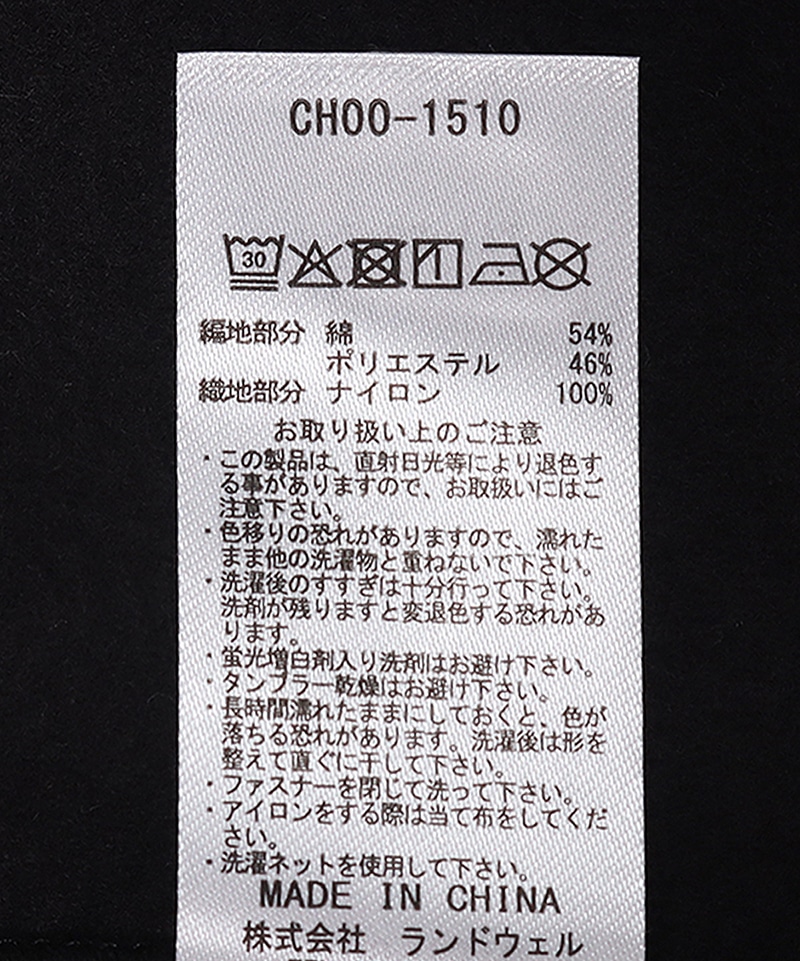 CH00-1510
30
編地部分 綿 54%
ポリエステル 46%
織地部分 ナイロン 100%
お取り扱い上のご注意
・この製品は、直射日光等により退色す
る事がありますので、お取扱いにはご
注意下さい。
・色移りの恐れがありますので、濡れた
まま他の洗濯物と重ねないで下さい。
・洗濯後のすすぎは十分行って下さい。
洗剤が残りますと変退色する恐れがあ
ります。
・蛍光増白剤入り洗剤はお避け下さい。
・タンブラー乾燥はお避け下さい。
・長時間濡れたままにしておくと、色が
落ちる恐れがあります。洗濯後は形を
整えて直ぐに干して下さい。
・ファスナーを閉じて洗って下さい。
・アイロンをする際は当て布をしてくだ
さい。
・洗濯ネットを使用して下さい。
MADE IN CHINA
株式会社 ランドウェル